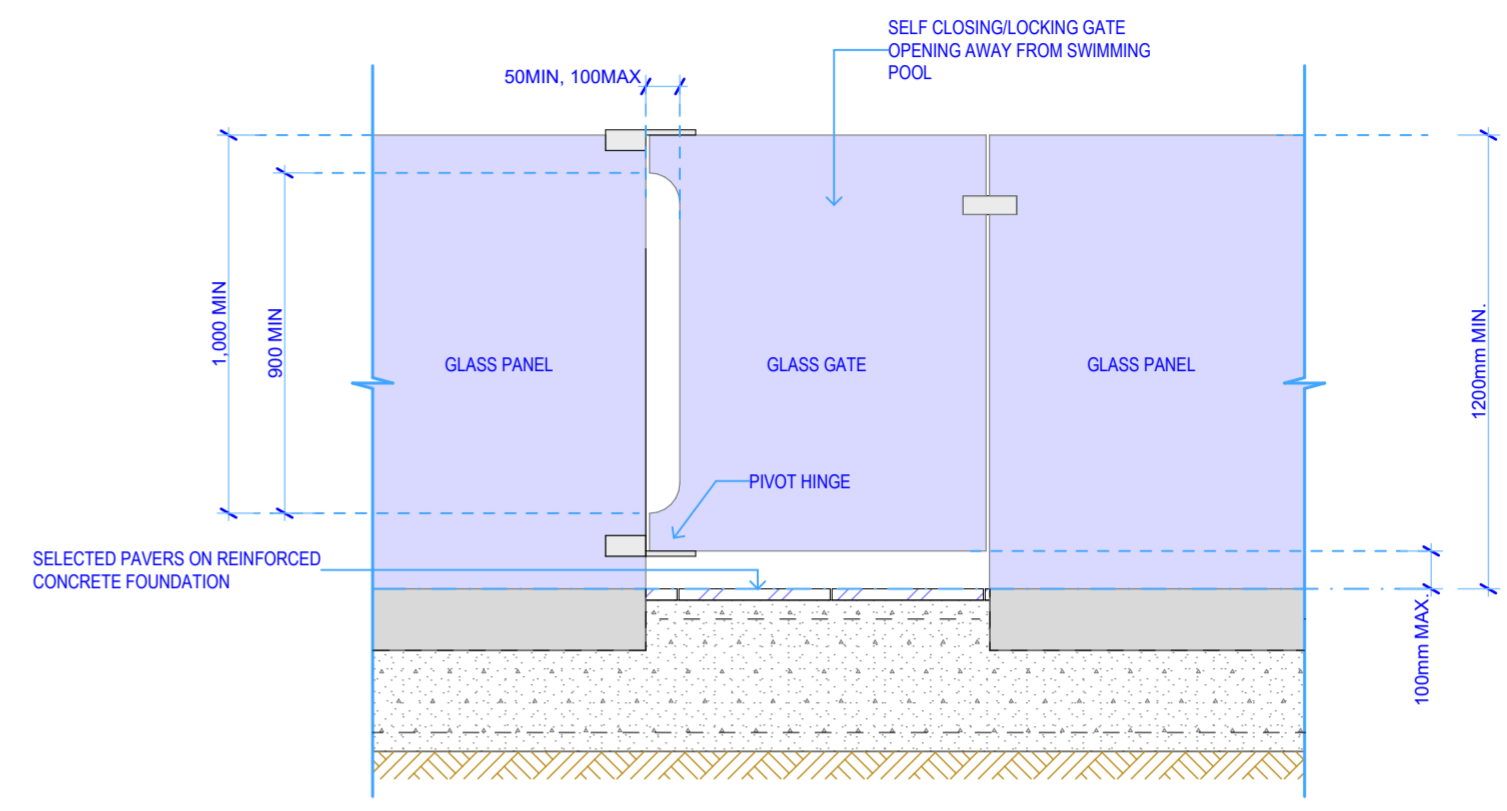 SELF CLOSING/LOCKING GATE
OPENING AWAY FROM SWIMMING
POOL
50MIN, 100MAX
1,000 MIN
900 MIN
GLASS PANEL
GLASS GATE
GLASS PANEL
1200mm MIN.
PIVOT HINGE
SELECTED PAVERS ON REINFORCED
CONCRETE FOUNDATION
100mm MAX.